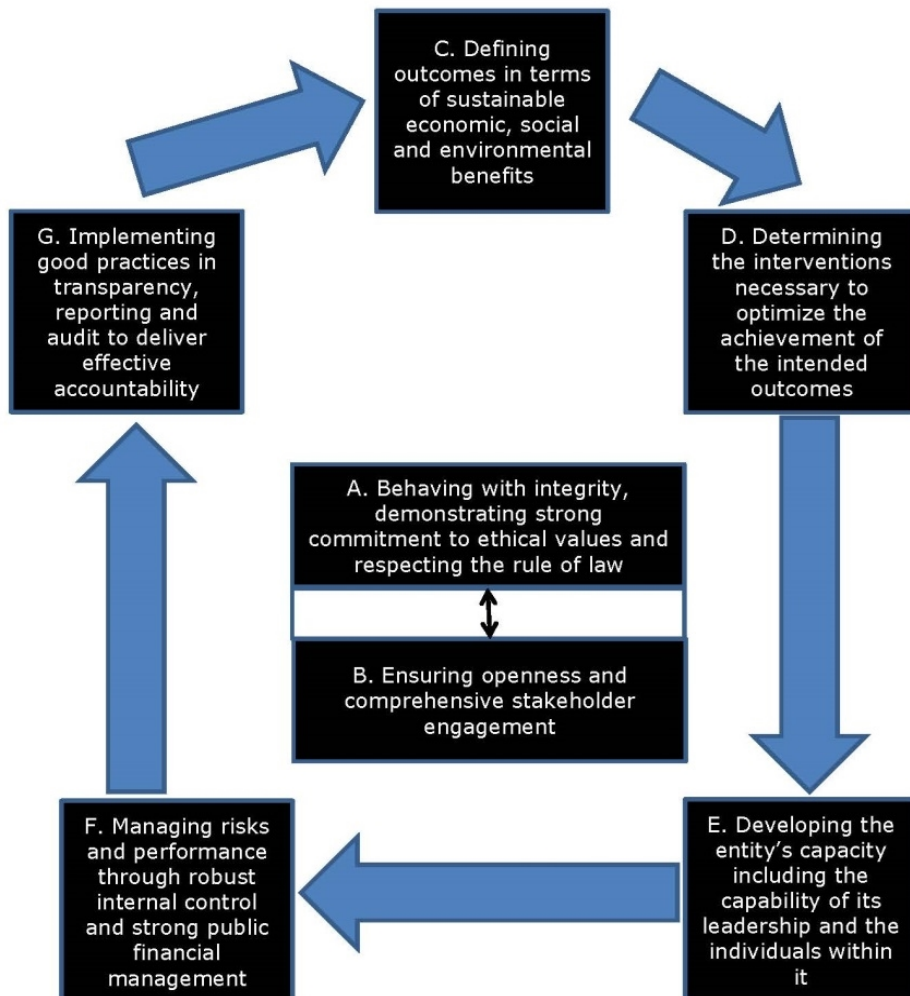 C. Defining
outcomes in terms
of sustainable
economic, social
and environmental
benefits
G. Implementing
good practices in
transparency,
reporting and
audit to deliver
effective
accountability
D. Determining
the interventions
necessary to
optimize the
achievement of
the intended
outcomes
A. Behaving with integrity,
demonstrating strong
commitment to ethical values and
respecting the rule of law
B. Ensuring openness and
comprehensive stakeholder
engagement
F. Managing risks
and performance
through robust
internal control
and strong public
financial
management
E. Developing the
entity’s capacity
including the
capability of its
leadership and the
individuals within
it